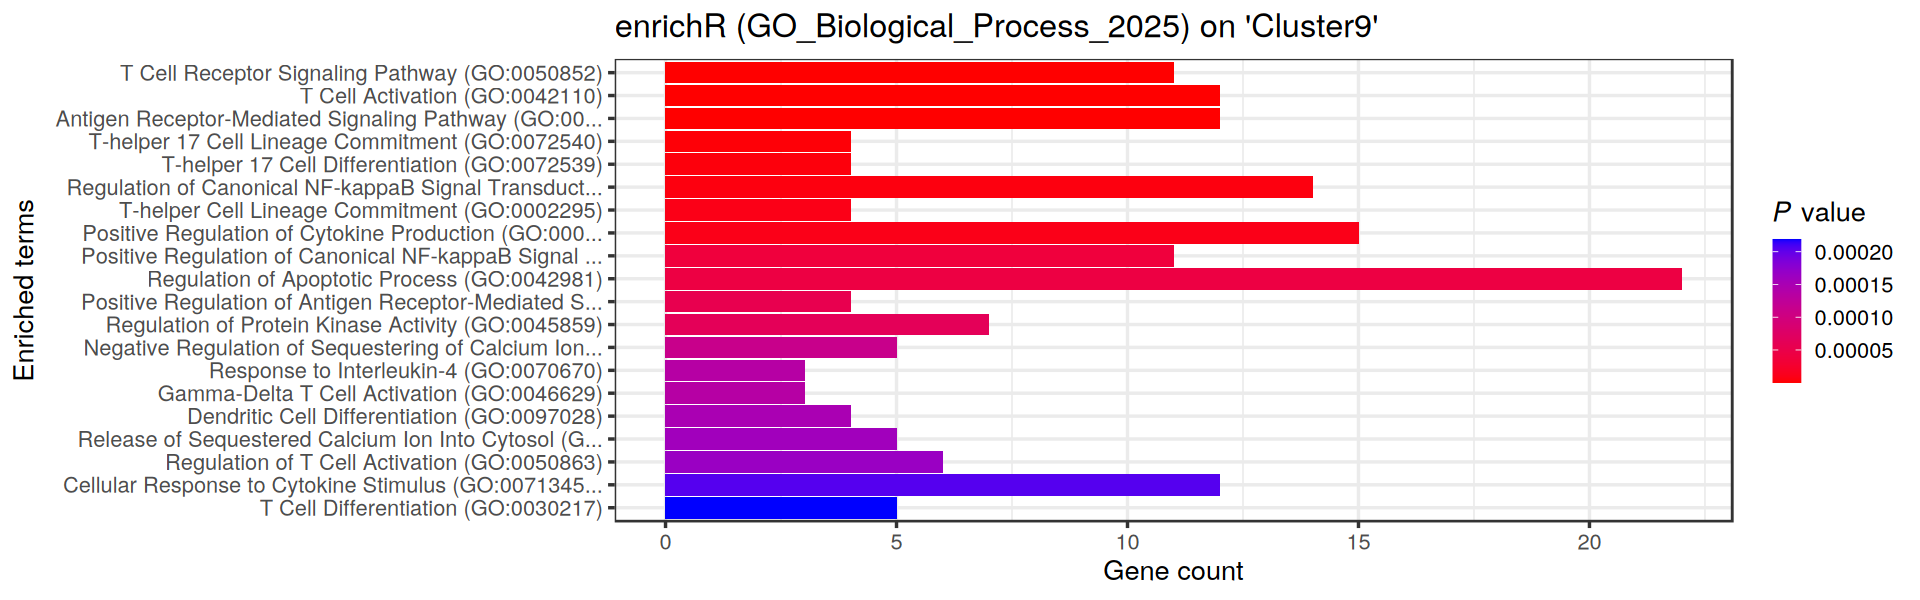 enrichR (GO_Biological_Process_2025) on 'Cluster9'
T Cell Receptor Signaling Pathway (GO:0050852)
T Cell Activation (GO:0042110)
Antigen Receptor-Mediated Signaling Pathway (GO:00...
T-helper 17 Cell Lineage Commitment (GO:0072540)
T-helper 17 Cell Differentiation (GO:0072539)
Regulation of Canonical NF-kappaB Signal Transduct...
T-helper Cell Lineage Commitment (GO:0002295)
Positive Regulation of Cytokine Production (GO:000...
Positive Regulation of Canonical NF-kappaB Signal ...
Regulation of Apoptotic Process (GO:0042981)
Positive Regulation of Antigen Receptor-Mediated S...
Regulation of Protein Kinase Activity (GO:0045859)
Negative Regulation of Sequestering of Calcium Ion...
Response to Interleukin-4 (GO:0070670)
Gamma-Delta T Cell Activation (GO:0046629)
Dendritic Cell Differentiation (GO:0097028)
Release of Sequestered Calcium Ion Into Cytosol (G...
Regulation of T Cell Activation (GO:0050863)
Cellular Response to Cytokine Stimulus (GO:0071345...
T Cell Differentiation (GO:0030217)
Enriched terms
0 5 10 15 20
Gene count
P value
0.00020
0.00015
0.00010
0.00005